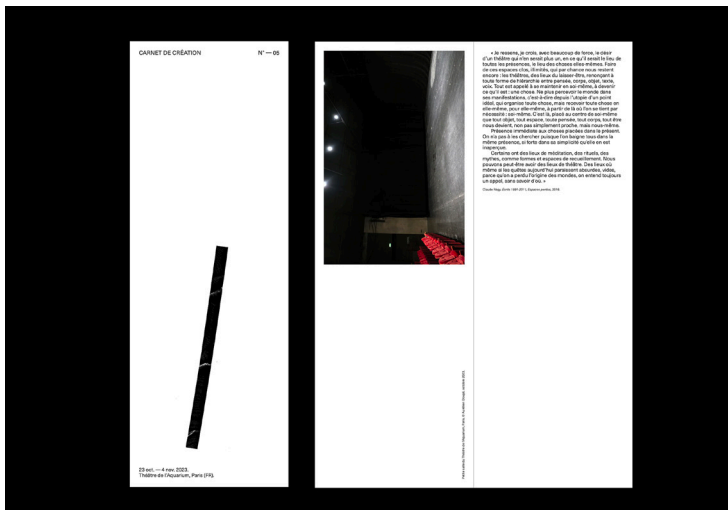 CARNET DE CRÉATION
N° — 05
23 oct. — 4 nov. 2023.
Théâtre de l'Aquarium, Paris (FR).
« Je ressens, je crois, avec beaucoup de force, le désir
d'un théâtre qui n'en serait plus un, en ce qu'il serait le lieu de
toutes les présences, le lieu des choses elles-mêmes. Faire
de ces espaces clos, illimités, qui par chance nous restent
encore : les théâtres, des lieux du laisser-être, renonçant à
toute forme de hiérarchie entre pensée, corps, objet, texte,
voix. Tout est appelé à se maintenir en soi-même, à devenir
ce qu'il est : une chose. Ne plus percevoir le monde dans
ses manifestations, c'est-à-dire depuis l'utopie d'un point
idéal, qui organise toute chose, mais recevoir toute chose en
elle-même, pour elle-même, à partir de là où l'on se tient par
nécessité : soi-même. C'est là, placé au centre de soi-même
que tout objet, tout espace, toute pensée, tout corps, tout être
nous devient, non pas simplement proche, mais nous-même.
Présence immédiate aux choses placées dans le présent.
On n'a pas à les chercher puisque l'on baigne tous dans la
même présence, si forte dans sa simplicité qu'elle en est
inaperçue.
Certains ont des lieux de méditation, des rituels, des
mythes, comme formes et espaces de recueillement. Nous
pouvons peut-être avoir des lieux de théâtre. Des lieux où
même si les quêtes aujourd'hui paraissent absurdes, vides,
parce qu'on a perdu l'origine des mondes, on entend toujours
un appel, sans savoir d'où. »